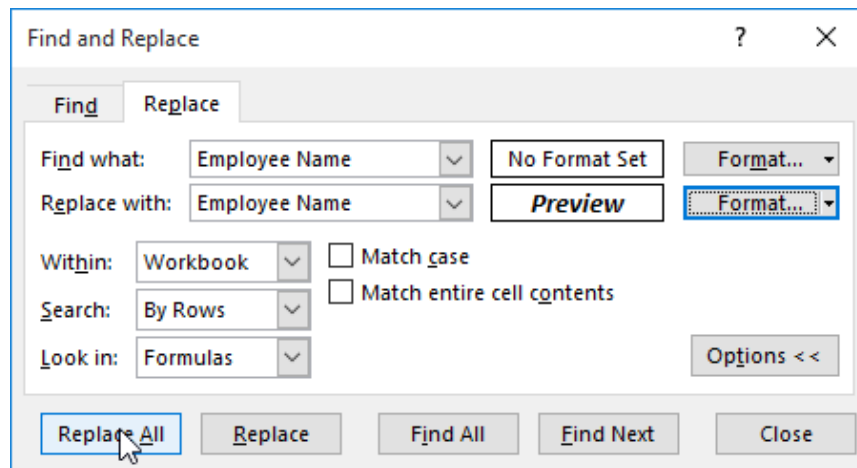 Find and Replace ?
Find Replace
Find what: Employee Name No Format Set Format...
Replace with: Employee Name Preview Format...
Within: Workbook Match case
Match entire cell contents
Search: By Rows
Look in: Formulas Options <<
Replace All Replace Find All Find Next Close